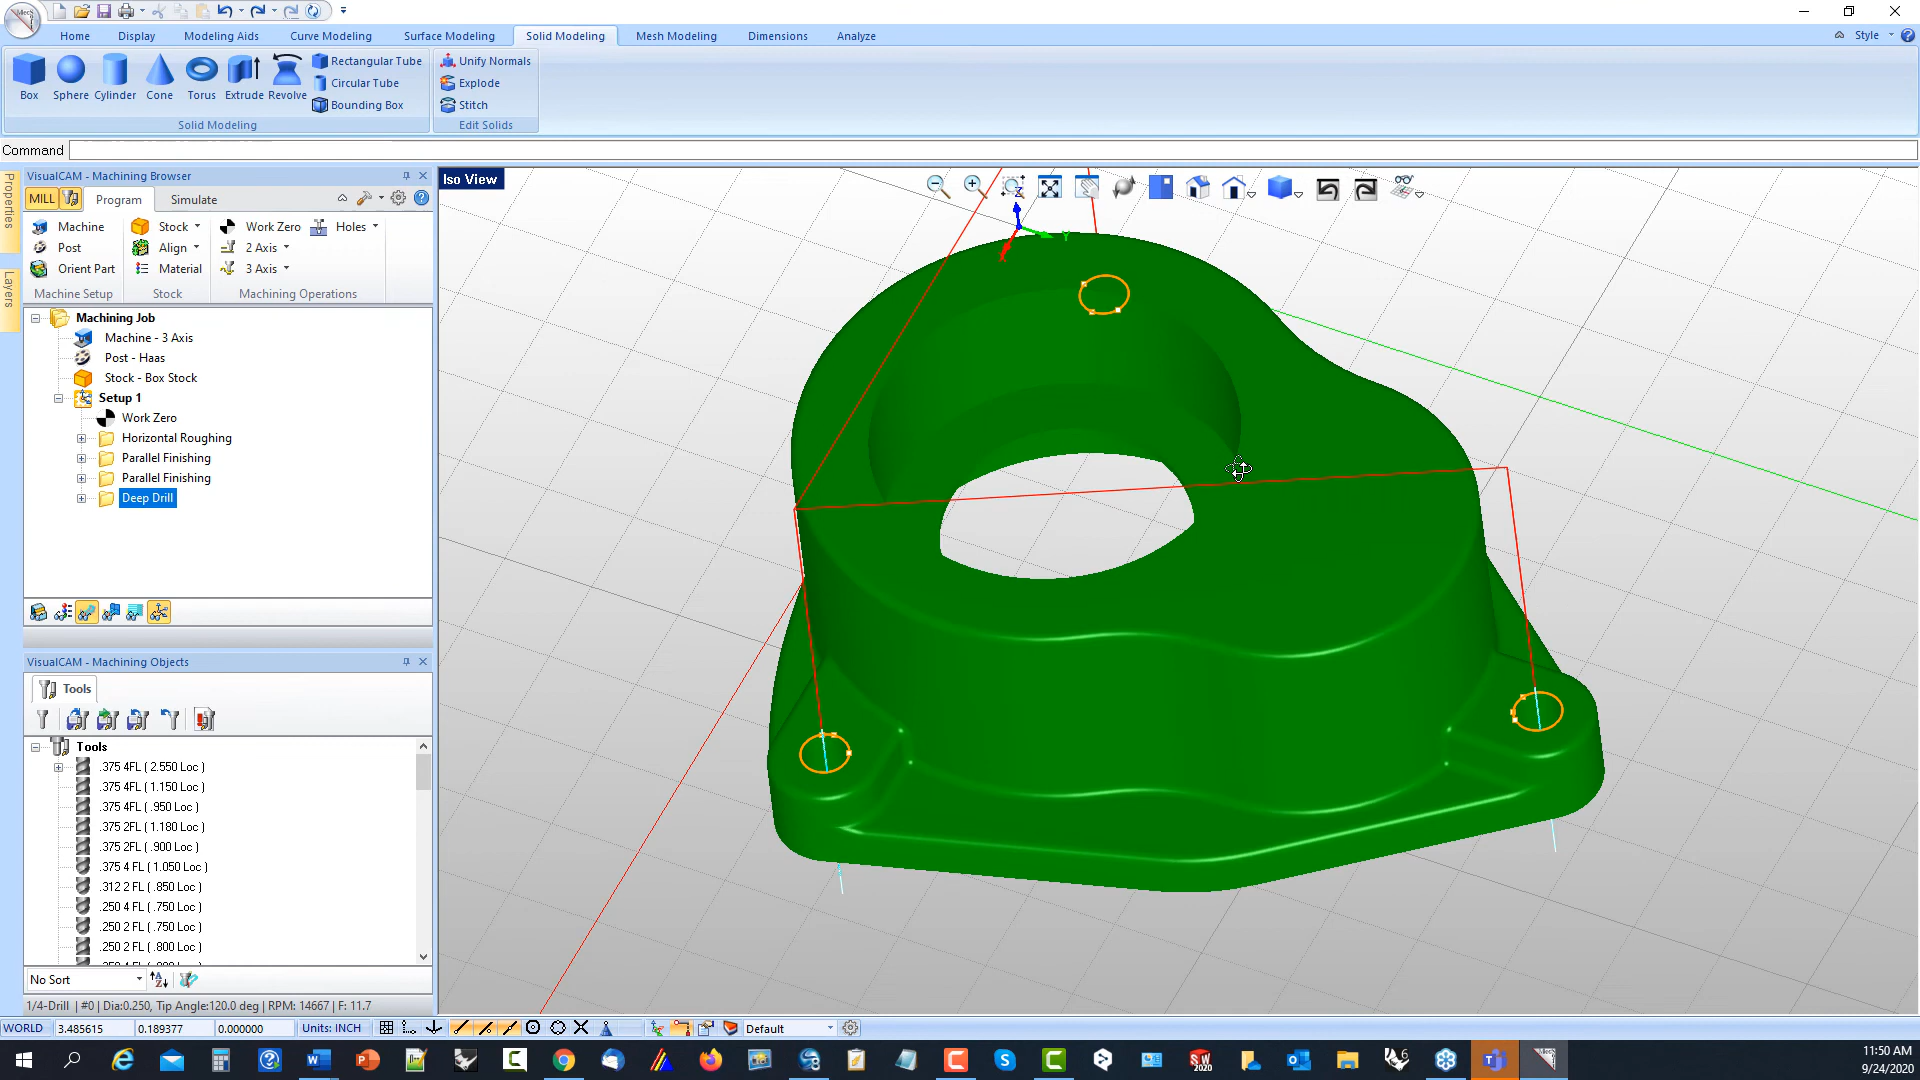 Home Display Modeling Aids Curve Modeling Surface Modeling Solid Modeling Mesh Modeling Dimensions Analyze Style
Box Sphere Cylinder Cone Torus Extrude Revolve
Rectangular Tube
Circular Tube
Bounding Box
Solid Modeling
Unify Normals
Explode
Stitch
Edit Solids
Command
Properties
Layers
VisualCAM - Machining Browser
MILL Program Simulate
Machine Stock Work Zero Holes
Post Align 2 Axis
Orient Part Material 3 Axis
Machine Setup Stock Machining Operations
Machining Job
Machine - 3 Axis
Post - Haas
Stock - Box Stock
Setup 1
Work Zero
Horizontal Roughing
Parallel Finishing
Parallel Finishing
Deep Drill
VisualCAM - Machining Objects
Tools
Tools
.375 4FL ( 2.550 Loc )
.375 4FL ( 1.150 Loc )
.375 4FL ( .950 Loc )
.375 2FL ( 1.180 Loc )
.375 2FL ( .900 Loc )
.375 4 FL ( 1.050 Loc )
.312 2 FL ( .850 Loc )
.250 4 FL ( .750 Loc )
.250 2 FL ( .750 Loc )
.250 2 FL ( .800 Loc )
No Sort
1/4-Drill | #0 | Dia:0.250, Tip Angle:120.0 deg | RPM: 14667 | F: 11.7
Iso View
Y
X
WORLD 3.485615 0.189377 0.000000 Units: INCH Default
11:50 AM
9/24/2020